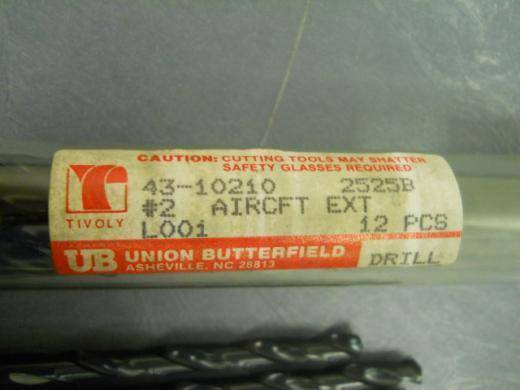 CAUTION: CUTTING TOOLS MAY SHATTER
SAFETY GLASSES REQUIRED
43-10210 2525B
#2 AIRCFT EXT
L001 12 PCS
TIVOLY
UB UNION BUTTERFIELD
ASHEVILLE, NC 28813
DRILL